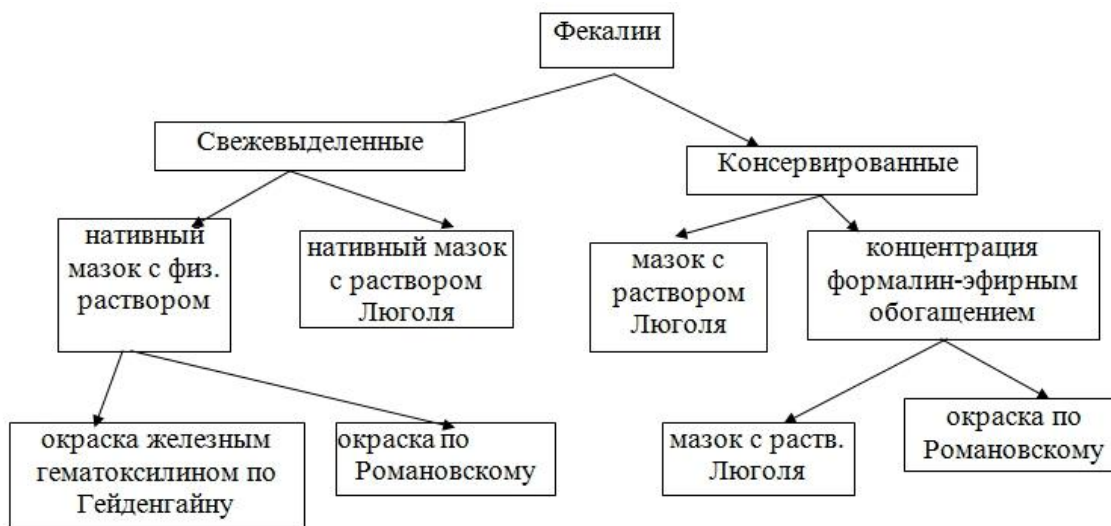 Фекалии
Свежевыделенные
Консервированные
нативный
мазок с физ.
раствором
нативный мазок
с раствором
Люголя
мазок с
раствором
Люголя
концентрация
формалин-эфирным
обогащением
окраска железным
гематоксилином по
Гейденгайну
окраска по
Романовскому
мазок с раств.
Люголя
окраска по
Романовскому